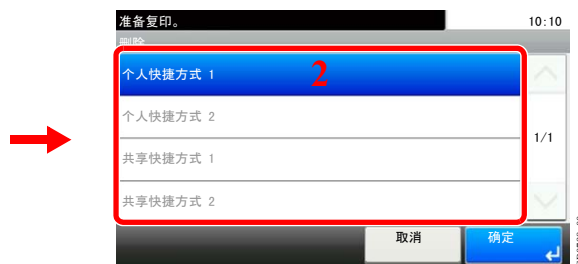 准备复印。 10:10
删除
个人快捷方式 1 2
个人快捷方式 2
1/1
共享快捷方式 1
共享快捷方式 2
取消 确定